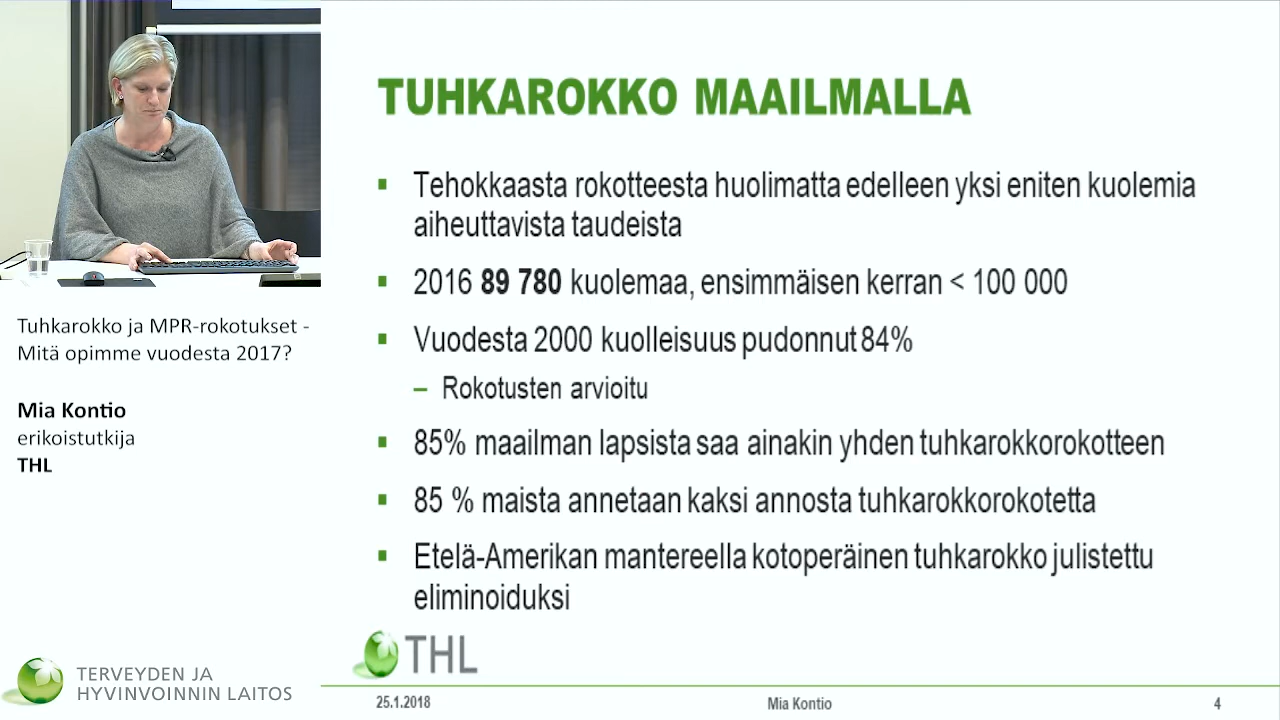 Tuhkarokko ja MPR-rokotukset -
Mitä opimme vuodesta 2017?
Mia Kontio
erikoistutkija
THL
TERVEYDEN JA
HYVINVOINNIN LAITOS
TUHKAROKKO MAAILMALLA
Tehokkaasta rokotteesta huolimatta edelleen yksi eniten kuolemia
aiheuttavista taudeista
2016 89 780 kuolemaa, ensimmäisen kerran < 100 000
Vuodesta 2000 kuolleisuus pudonnut 84%
– Rokotusten arvioitu
85% maailman lapsista saa ainakin yhden tuhkarokkorokotteen
85 % maista annetaan kaksi annosta tuhkarokkorokotetta
Etelä-Amerikan mantereella kotoperäinen tuhkarokko julistettu
eliminoiduksi
THL
25.1.2018 Mia Kontio 4